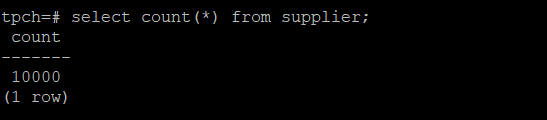 tpch=# select count(*) from supplier;
count
-------
10000
(1 row)